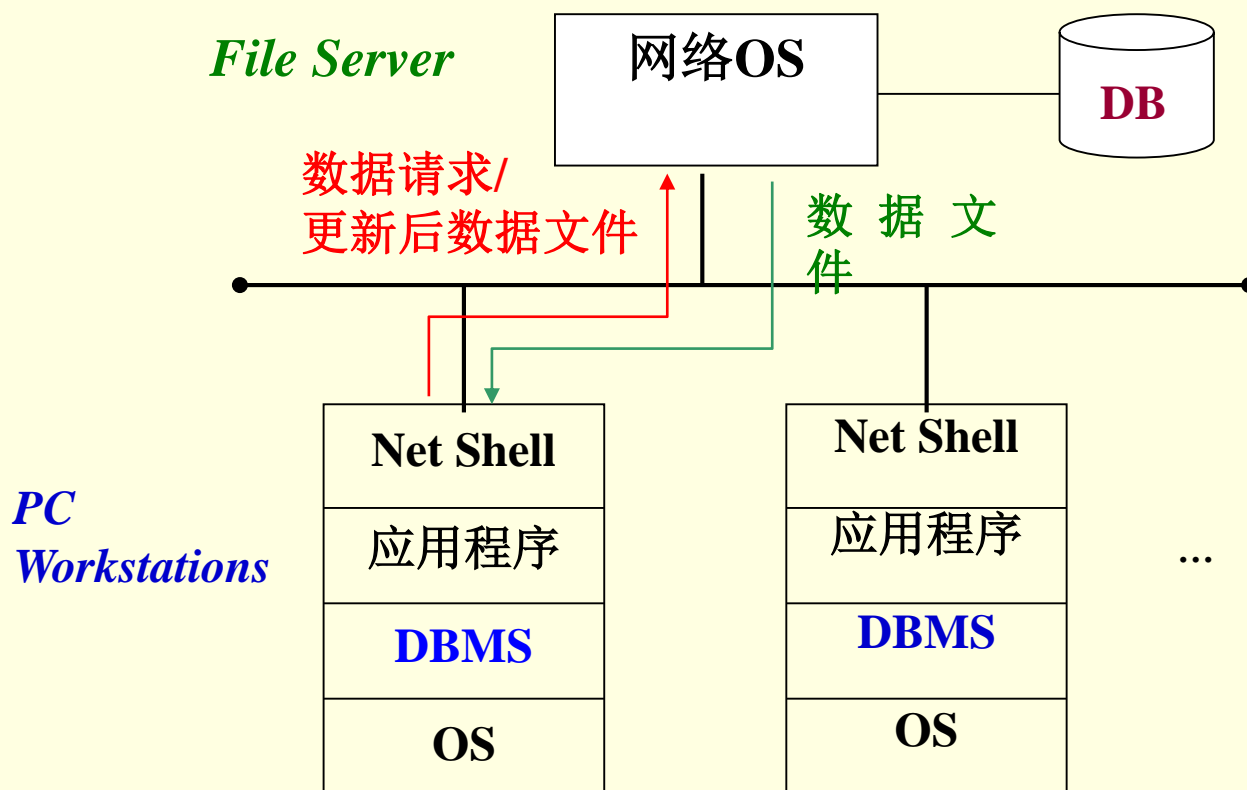 File Server
网络OS
DB
数据请求/
更新后数据文件
数 据 文
件
PC
Workstations
Net Shell
应用程序
DBMS
OS
Net Shell
应用程序
DBMS
OS
...